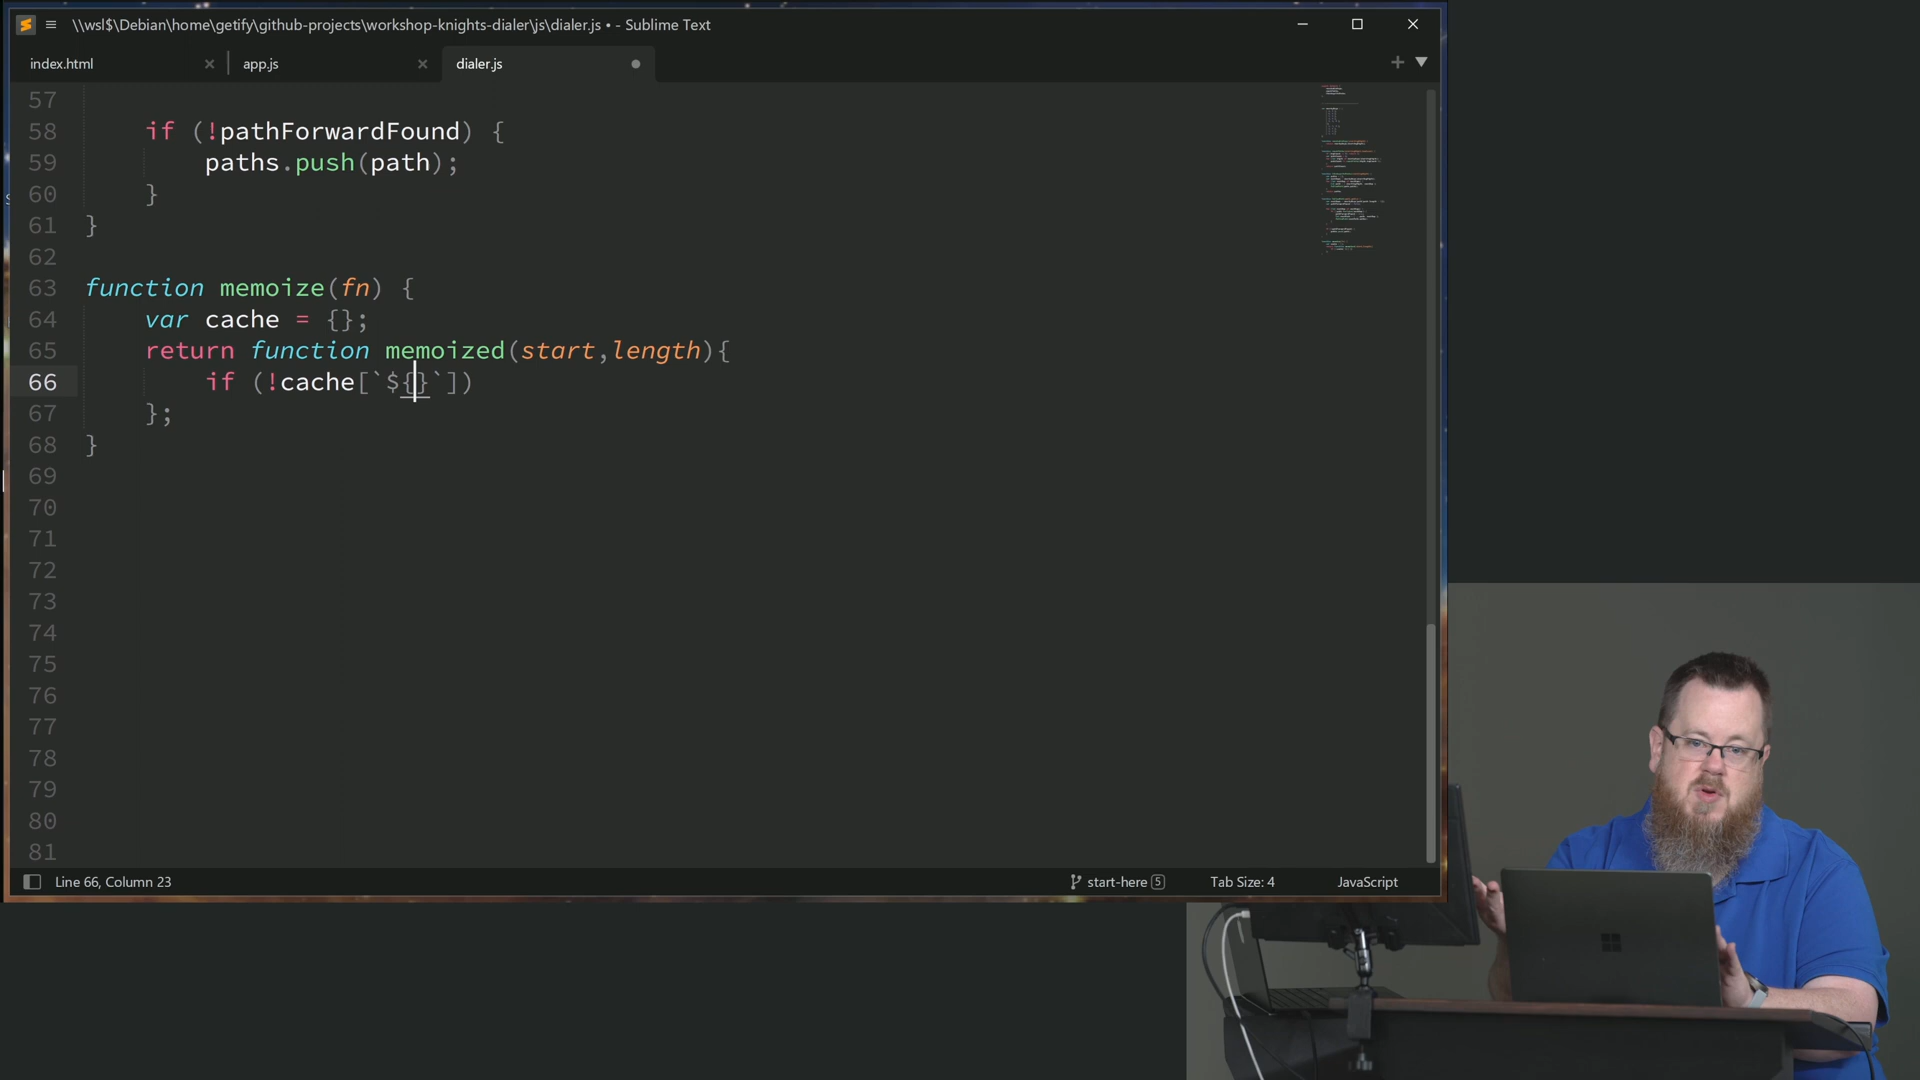 \\wsl$\Debian\home\getify\github-projects\workshop-knights-dialer\js\dialer.js • - Sublime Text
index.html
app.js
dialer.js
57
58 if (!pathForwardFound) {
59 paths.push(path);
60 }
61 }
62
63 function memoize(fn) {
64 var cache = {};
65 return function memoized(start,length){
66 if (!cache[`${}`])
67 };
68 }
69
70
71
72
73
74
75
76
77
78
79
80
81
Line 66, Column 23
start-here 5
Tab Size: 4
JavaScript